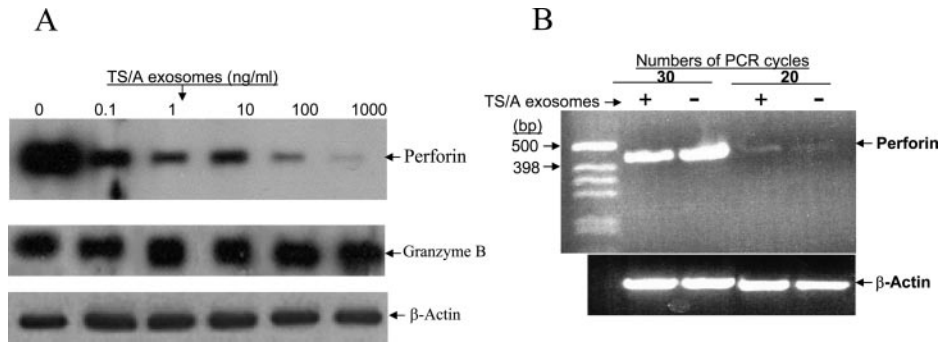 A
TS/A exosomes (ng/ml)
0 0.1 1 10 100 1000
Perforin
Granzyme B
β-Actin
B
Numbers of PCR cycles
30 20
TS/A exosomes + - + -
(bp)
500
398
Perforin
β-Actin